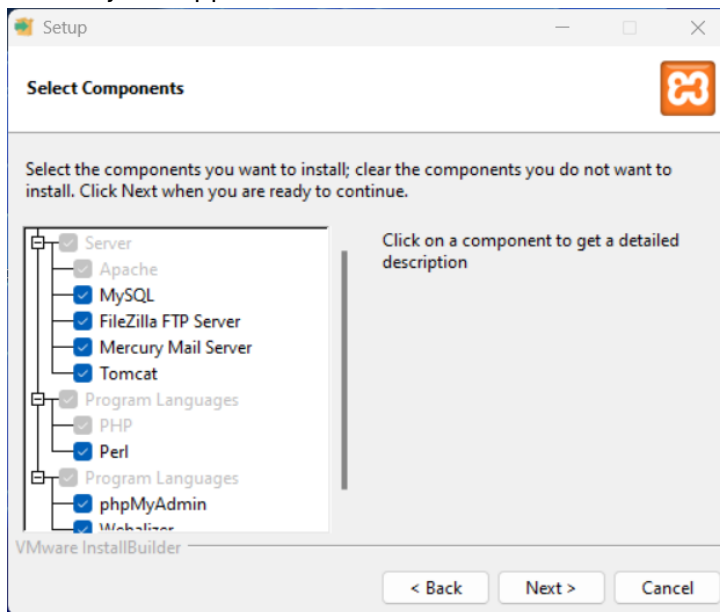 Setup
Select Components
Select the components you want to install; clear the components you do not want to
install. Click Next when you are ready to continue.
Server
Apache
MySQL
FileZilla FTP Server
Mercury Mail Server
Tomcat
Program Languages
PHP
Perl
Program Languages
phpMyAdmin
Webalizer
Click on a component to get a detailed
description
VMware InstallBuilder
< Back
Next >
Cancel